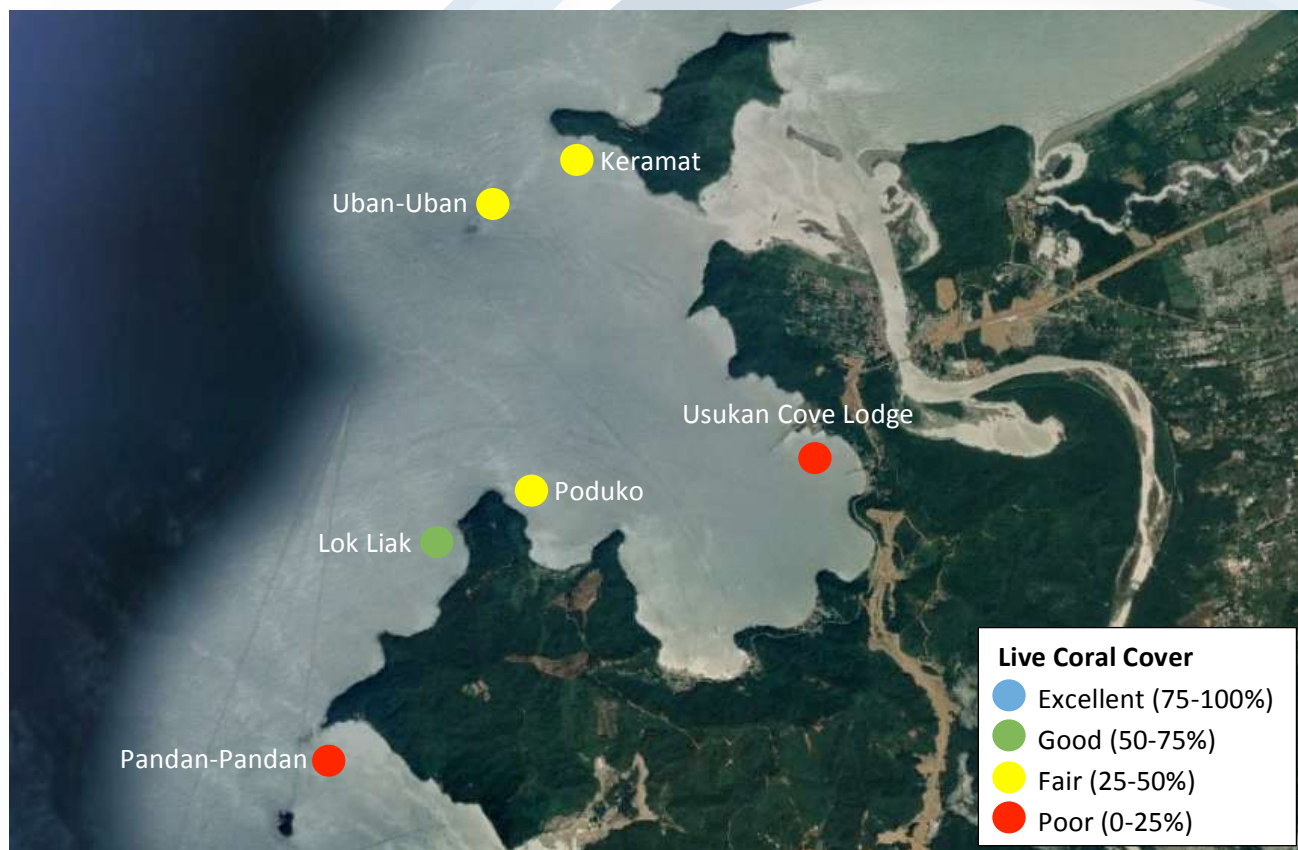 Keramat
Uban-Uban
Usukan Cove Lodge
Poduko
Lok Liak
Pandan-Pandan
Live Coral Cover
Excellent (75-100%)
Good (50-75%)
Fair (25-50%)
Poor (0-25%)